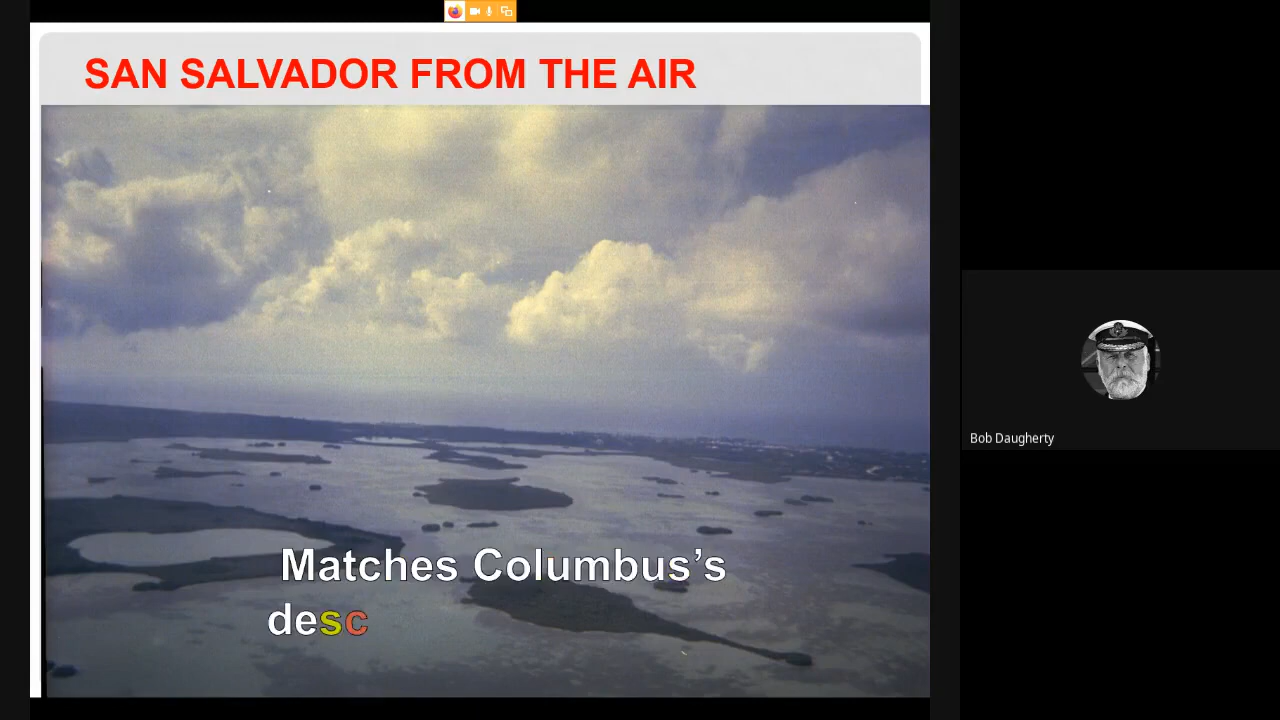 SAN SALVADOR FROM THE AIR
Matches Columbus’s
desc
Bob Daugherty